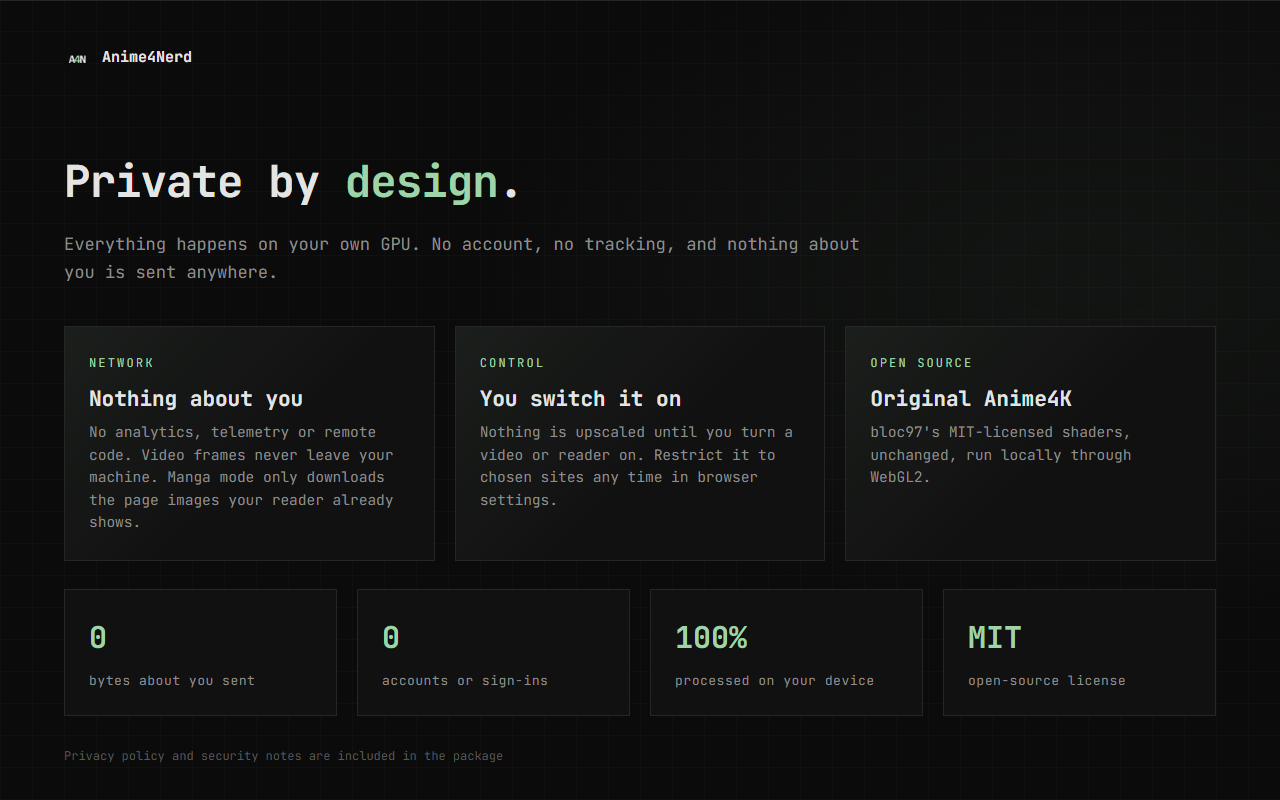 A4N Anime4Nerd
Private by design.
Everything happens on your own GPU. No account, no tracking, and nothing about
you is sent anywhere.
NETWORK
Nothing about you
No analytics, telemetry or remote
code. Video frames never leave your
machine. Manga mode only downloads
the page images your reader already
shows.
CONTROL
You switch it on
Nothing is upscaled until you turn a
video or reader on. Restrict it to
chosen sites any time in browser
settings.
OPEN SOURCE
Original Anime4K
bloc97's MIT-licensed shaders,
unchanged, run locally through
WebGL2.
0
bytes about you sent
0
accounts or sign-ins
100%
processed on your device
MIT
open-source license
Privacy policy and security notes are included in the package